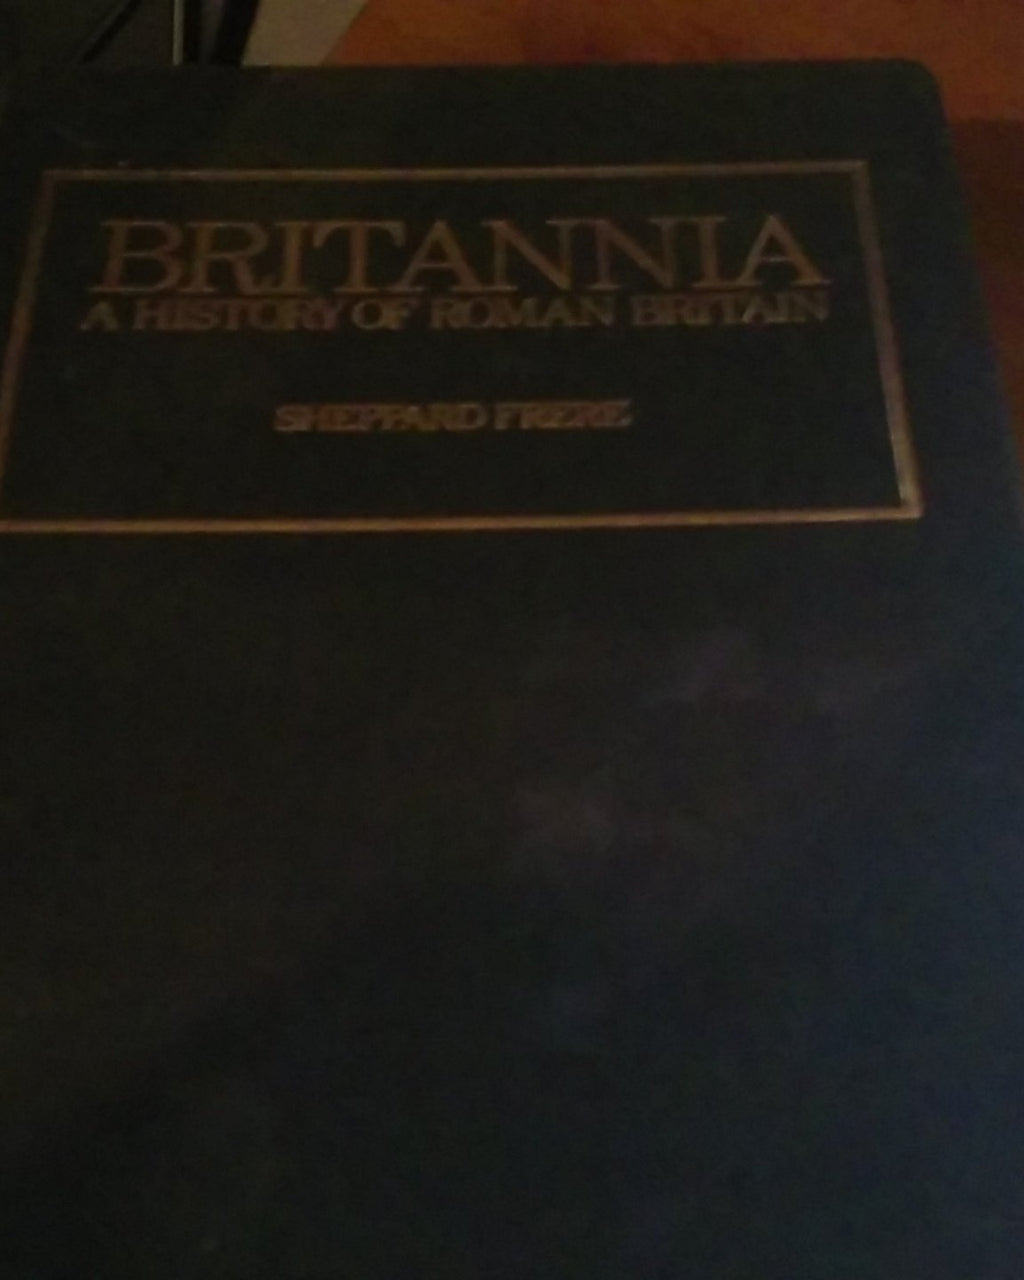 BRITANNIA
A HISTORY OF ROMAN BRITAIN
SHEPPARD FRERE